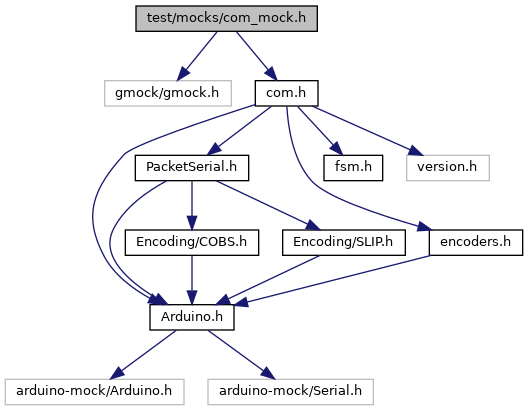 test/mocks/com_mock.h
gmock/gmock.h
com.h
PacketSerial.h
fsm.h
version.h
Encoding/COBS.h
Encoding/SLIP.h
encoders.h
Arduino.h
arduino-mock/Arduino.h
arduino-mock/Serial.h